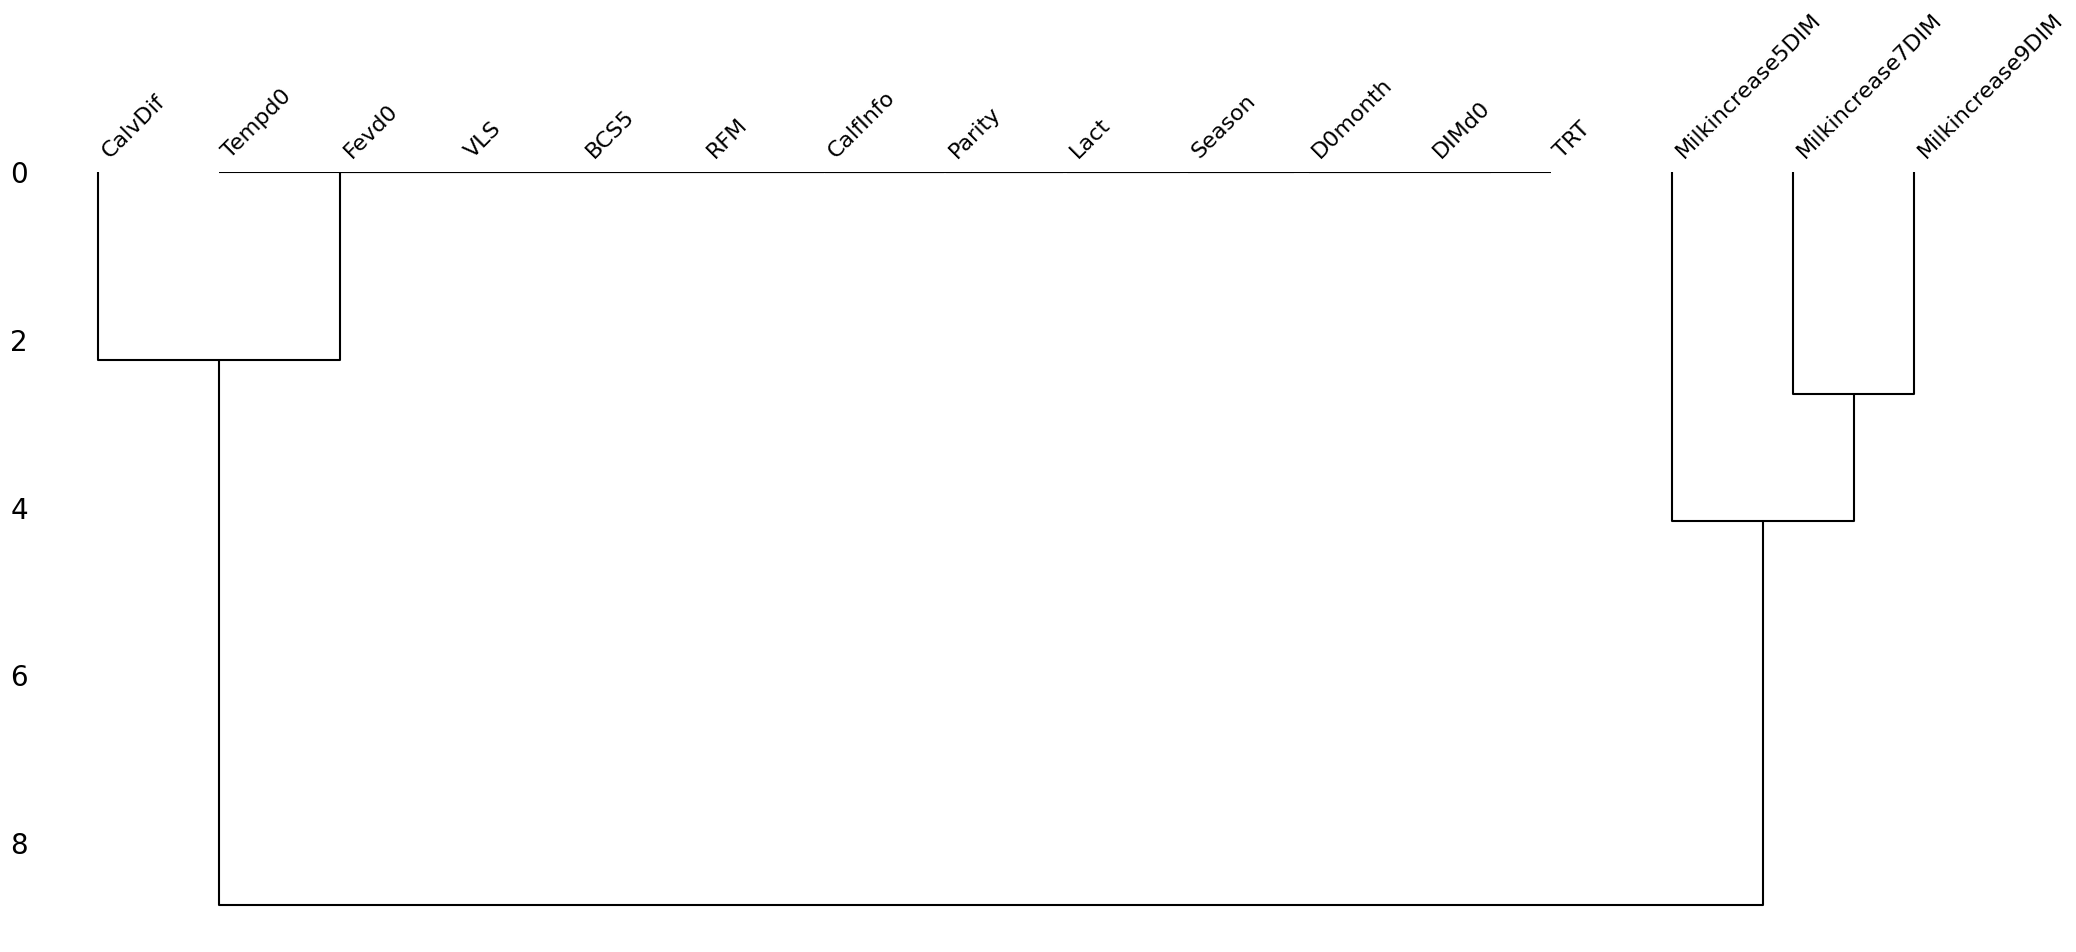 CalvDif
Tempd0
Fevd0
VLS
BCS5
RFM
CalfInfo
Parity
Lact
Season
D0month
DIMd0
TRT
Milkincrease5DIM
Milkincrease7DIM
Milkincrease9DIM
0
2
4
6
8